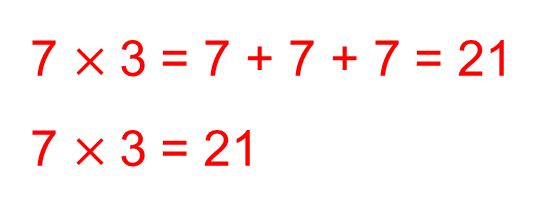 7 × 3 = 7 + 7 + 7 = 21
7 × 3 = 21